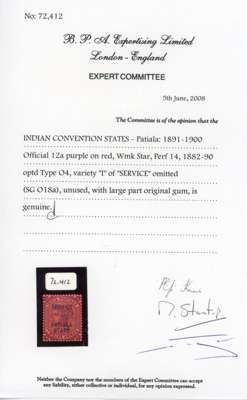 No: 72,412
B. P. A. Expertising Limited
London - England
EXPERT COMMITTEE
5th June, 2008
The Committee is of the opinion that the
INDIAN CONVENTION STATES - Patiala: 1891-1900
Official 12a purple on red, Wmk Star, Perf 14, 1882-90
optd Type O4, variety "I" of "SERVICE" omitted
(SG O18a), unused, with large part original gum, is
genuine.
72,412
PATIALA
STATE
Neither the Company nor the members of the Expert Committee can accept
any liability, either collective or individual, for any opinion expressed.